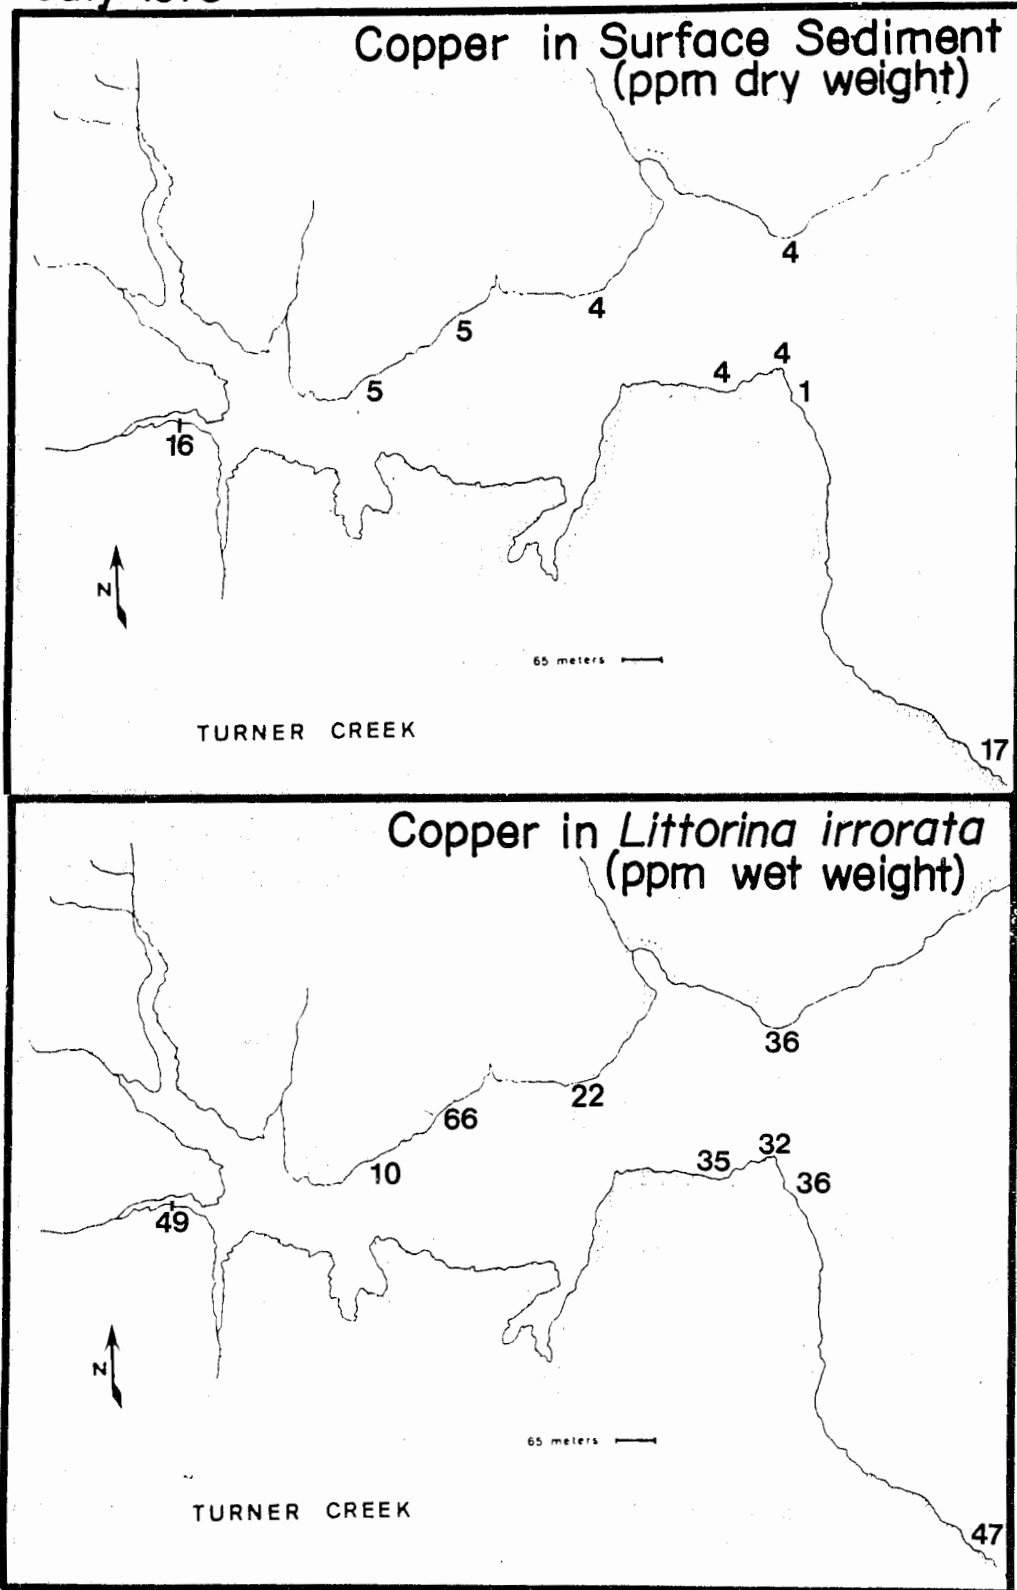 Copper in Surface Sediment
(ppm dry weight)
4
4
5
4
4
1
5
16
N
65 meters
TURNER CREEK
17
Copper in Littorina irrorata
(ppm wet weight)
36
22
66
32
35
36
10
49
N
65 meters
TURNER CREEK
47